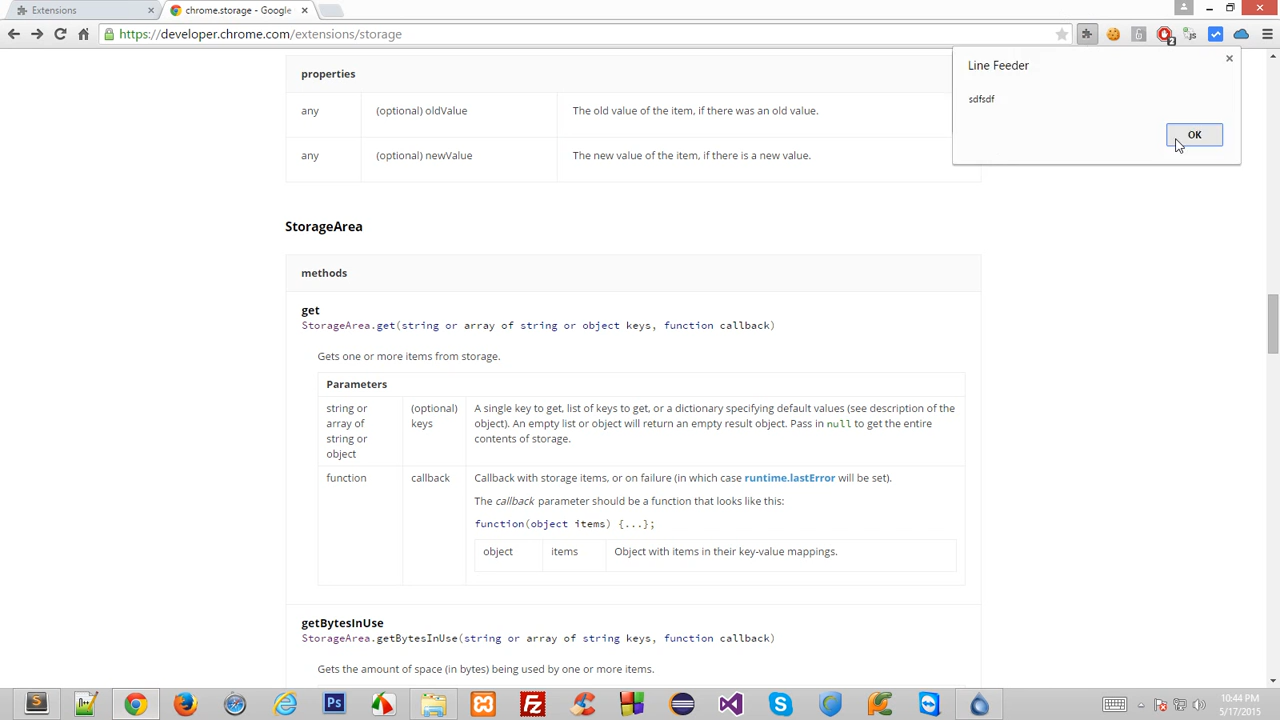 Extensions
chrome.storage - Google
https://developer.chrome.com/extensions/storage
2
Line Feeder
sdfsdf
OK
properties
any (optional) oldValue The old value of the item, if there was an old value.
any (optional) newValue The new value of the item, if there is a new value.
StorageArea
methods
get
StorageArea.get(string or array of string or object keys, function callback)
Gets one or more items from storage.
Parameters
string or array of string or object (optional) keys A single key to get, list of keys to get, or a dictionary specifying default values (see description of the
object). An empty list or object will return an empty result object. Pass in null to get the entire
contents of storage.
function callback Callback with storage items, or on failure (in which case runtime.lastError will be set).
The callback parameter should be a function that looks like this:
function(object items) {...};
object items Object with items in their key-value mappings.
getBytesInUse
StorageArea.getBytesInUse(string or array of string keys, function callback)
Gets the amount of space (in bytes) being used by one or more items.
10:44 PM
5/17/2015